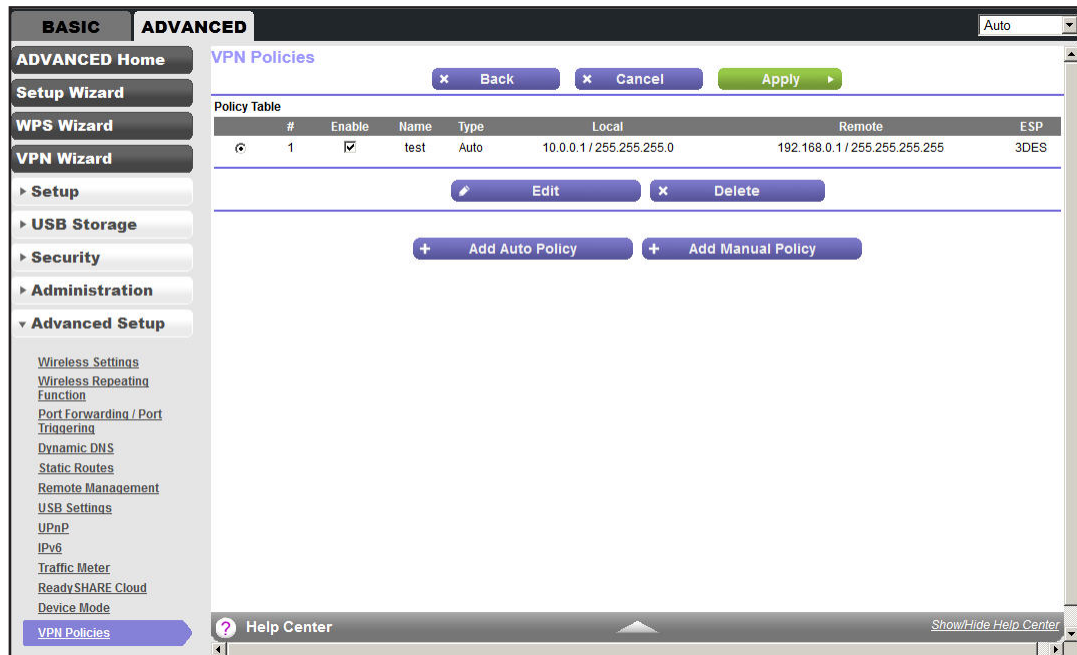 BASIC ADVANCED Auto
ADVANCED Home
Setup Wizard
WPS Wizard
VPN Wizard
Setup
USB Storage
Security
Administration
Advanced Setup
Wireless Settings
Wireless Repeating
Function
Port Forwarding / Port
Triggering
Dynamic DNS
Static Routes
Remote Management
USB Settings
UPnP
IPv6
Traffic Meter
ReadySHARE Cloud
Device Mode
VPN Policies
VPN Policies
× Back × Cancel Apply
Policy Table
# Enable Name Type Local Remote ESP
1 test Auto 10.0.0.1 / 255.255.255.0 192.168.0.1 / 255.255.255.255 3DES
Edit × Delete
+ Add Auto Policy + Add Manual Policy
? Help Center Show/Hide Help Center